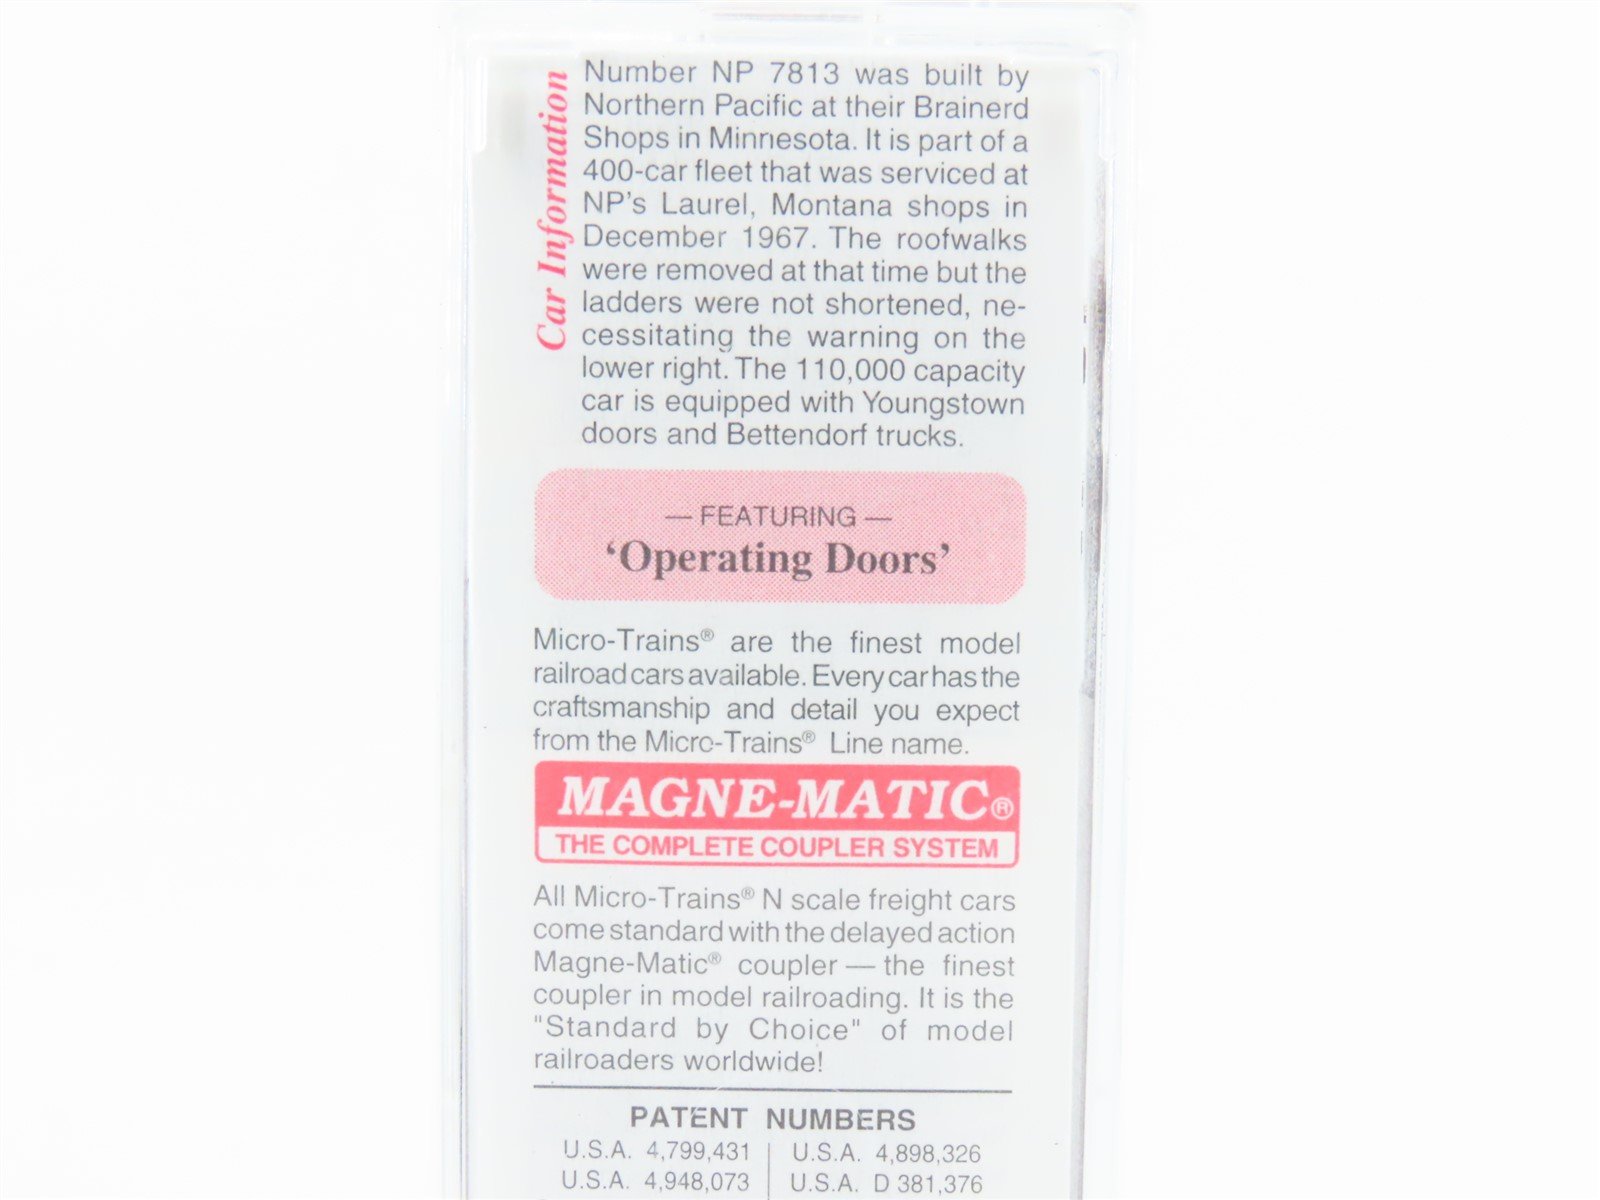 Car Information
Number NP 7813 was built by
Northern Pacific at their Brainerd
Shops in Minnesota. It is part of a
400-car fleet that was serviced at
NP's Laurel, Montana shops in
December 1967. The roofwalks
were removed at that time but the
ladders were not shortened, ne-
cessitating the warning on the
lower right. The 110,000 capacity
car is equipped with Youngstown
doors and Bettendorf trucks.
— FEATURING —
'Operating Doors'
Micro-Trains® are the finest model
railroad cars available. Every car has the
craftsmanship and detail you expect
from the Micro-Trains® Line name.
MAGNE-MATIC®
THE COMPLETE COUPLER SYSTEM
All Micro-Trains® N scale freight cars
come standard with the delayed action
Magne-Matic® coupler — the finest
coupler in model railroading. It is the
"Standard by Choice" of model
railroaders worldwide!
PATENT NUMBERS
U.S.A. 4,799,431 | U.S.A. 4,898,326
U.S.A. 4,948,073 | U.S.A. D 381,376